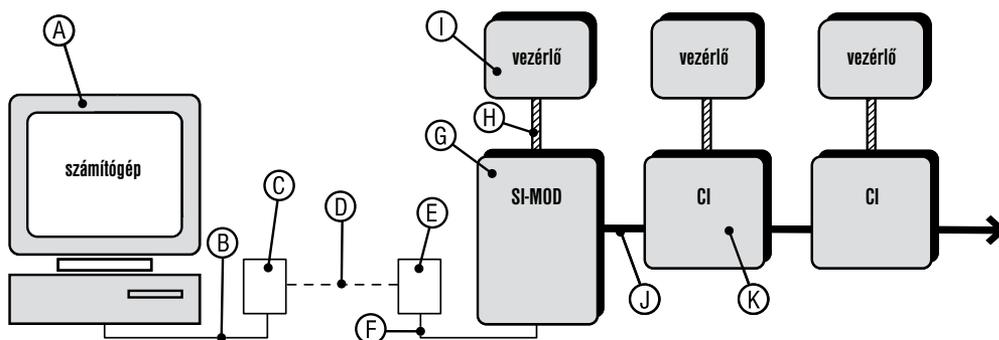 A
I
vezérlő
vezérlő
vezérlő
H
G
számítógép
SI-MOD
CI
CI
C
D
E
B
J
K
F